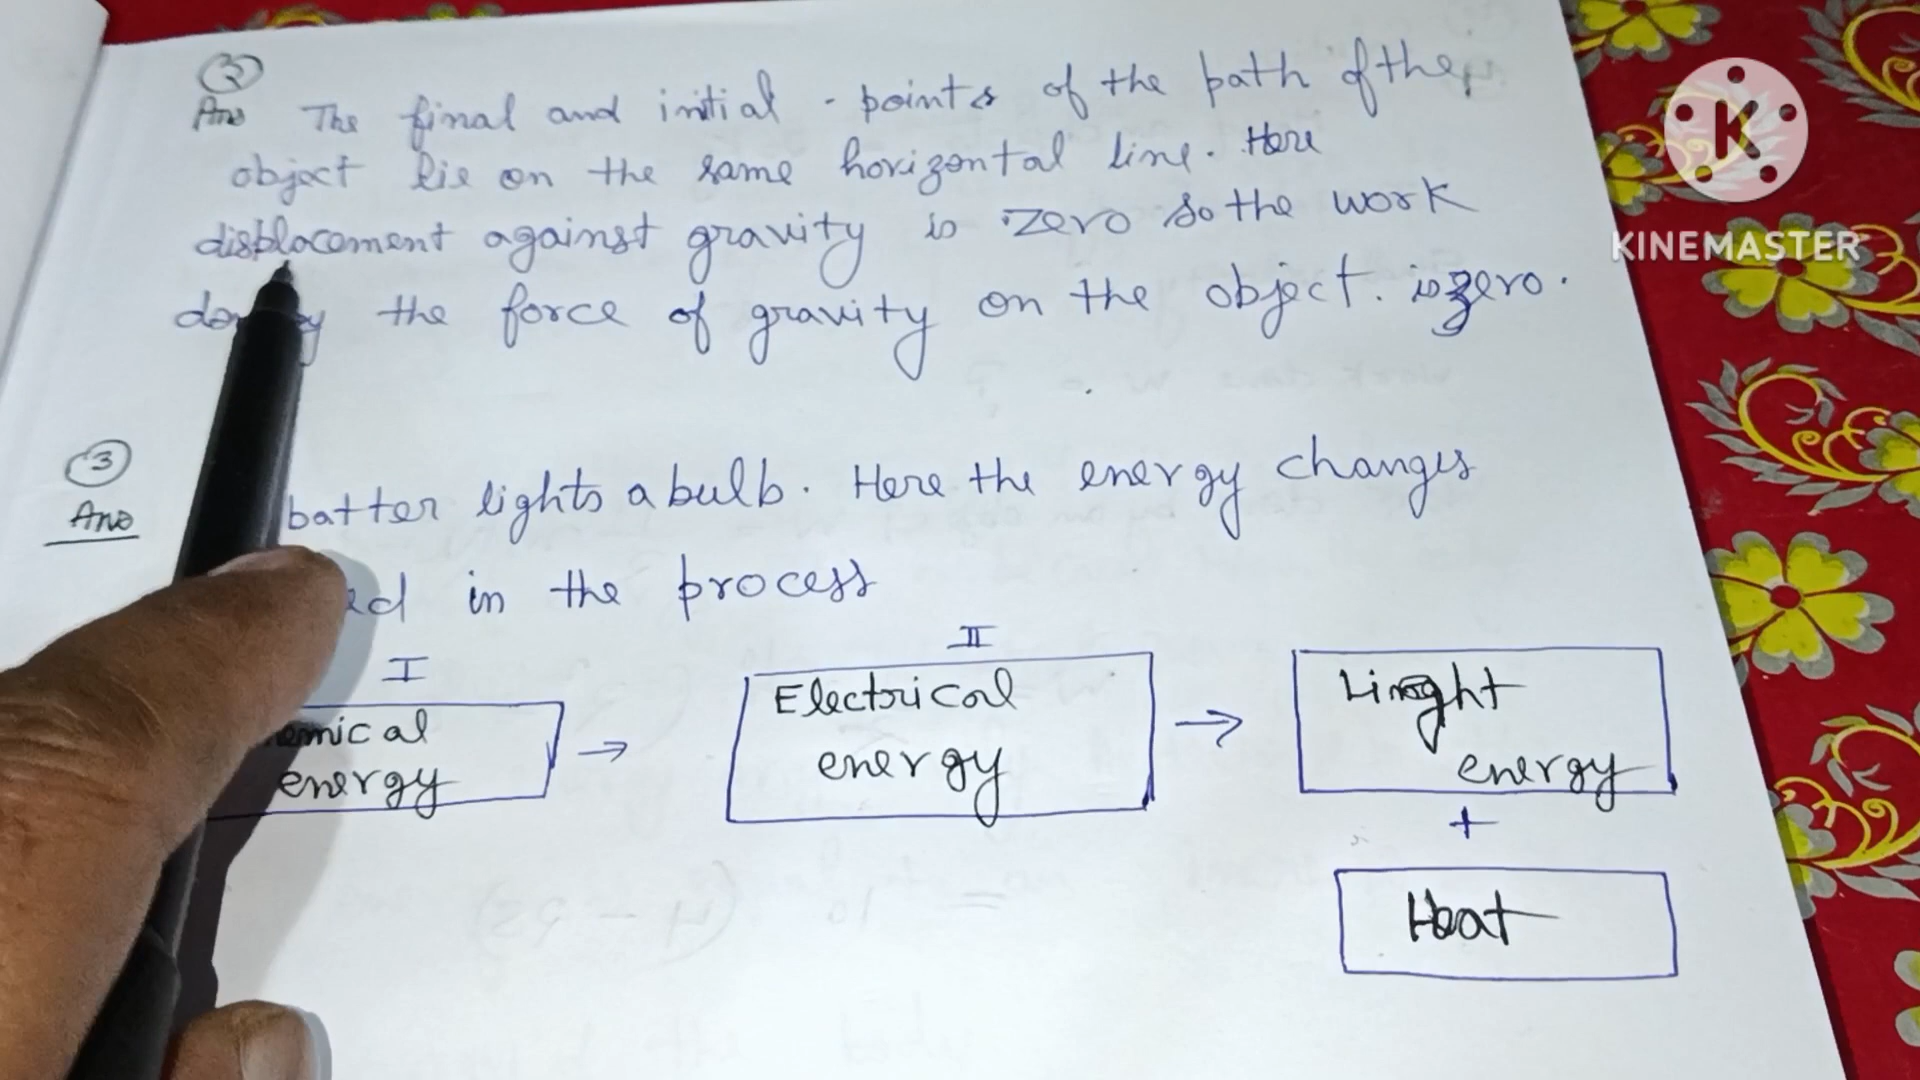 2
Ans The final and initial - points of the path of the
object lie on the same horizontal line. Here
displacement against gravity is zero so the work
the force of gravity on the object. is zero.
3
Ans batter lights a bulb. Here the energy changes
in the process
I II
energy → Electrical energy → Light energy
+
Heat
K
KINEMASTER